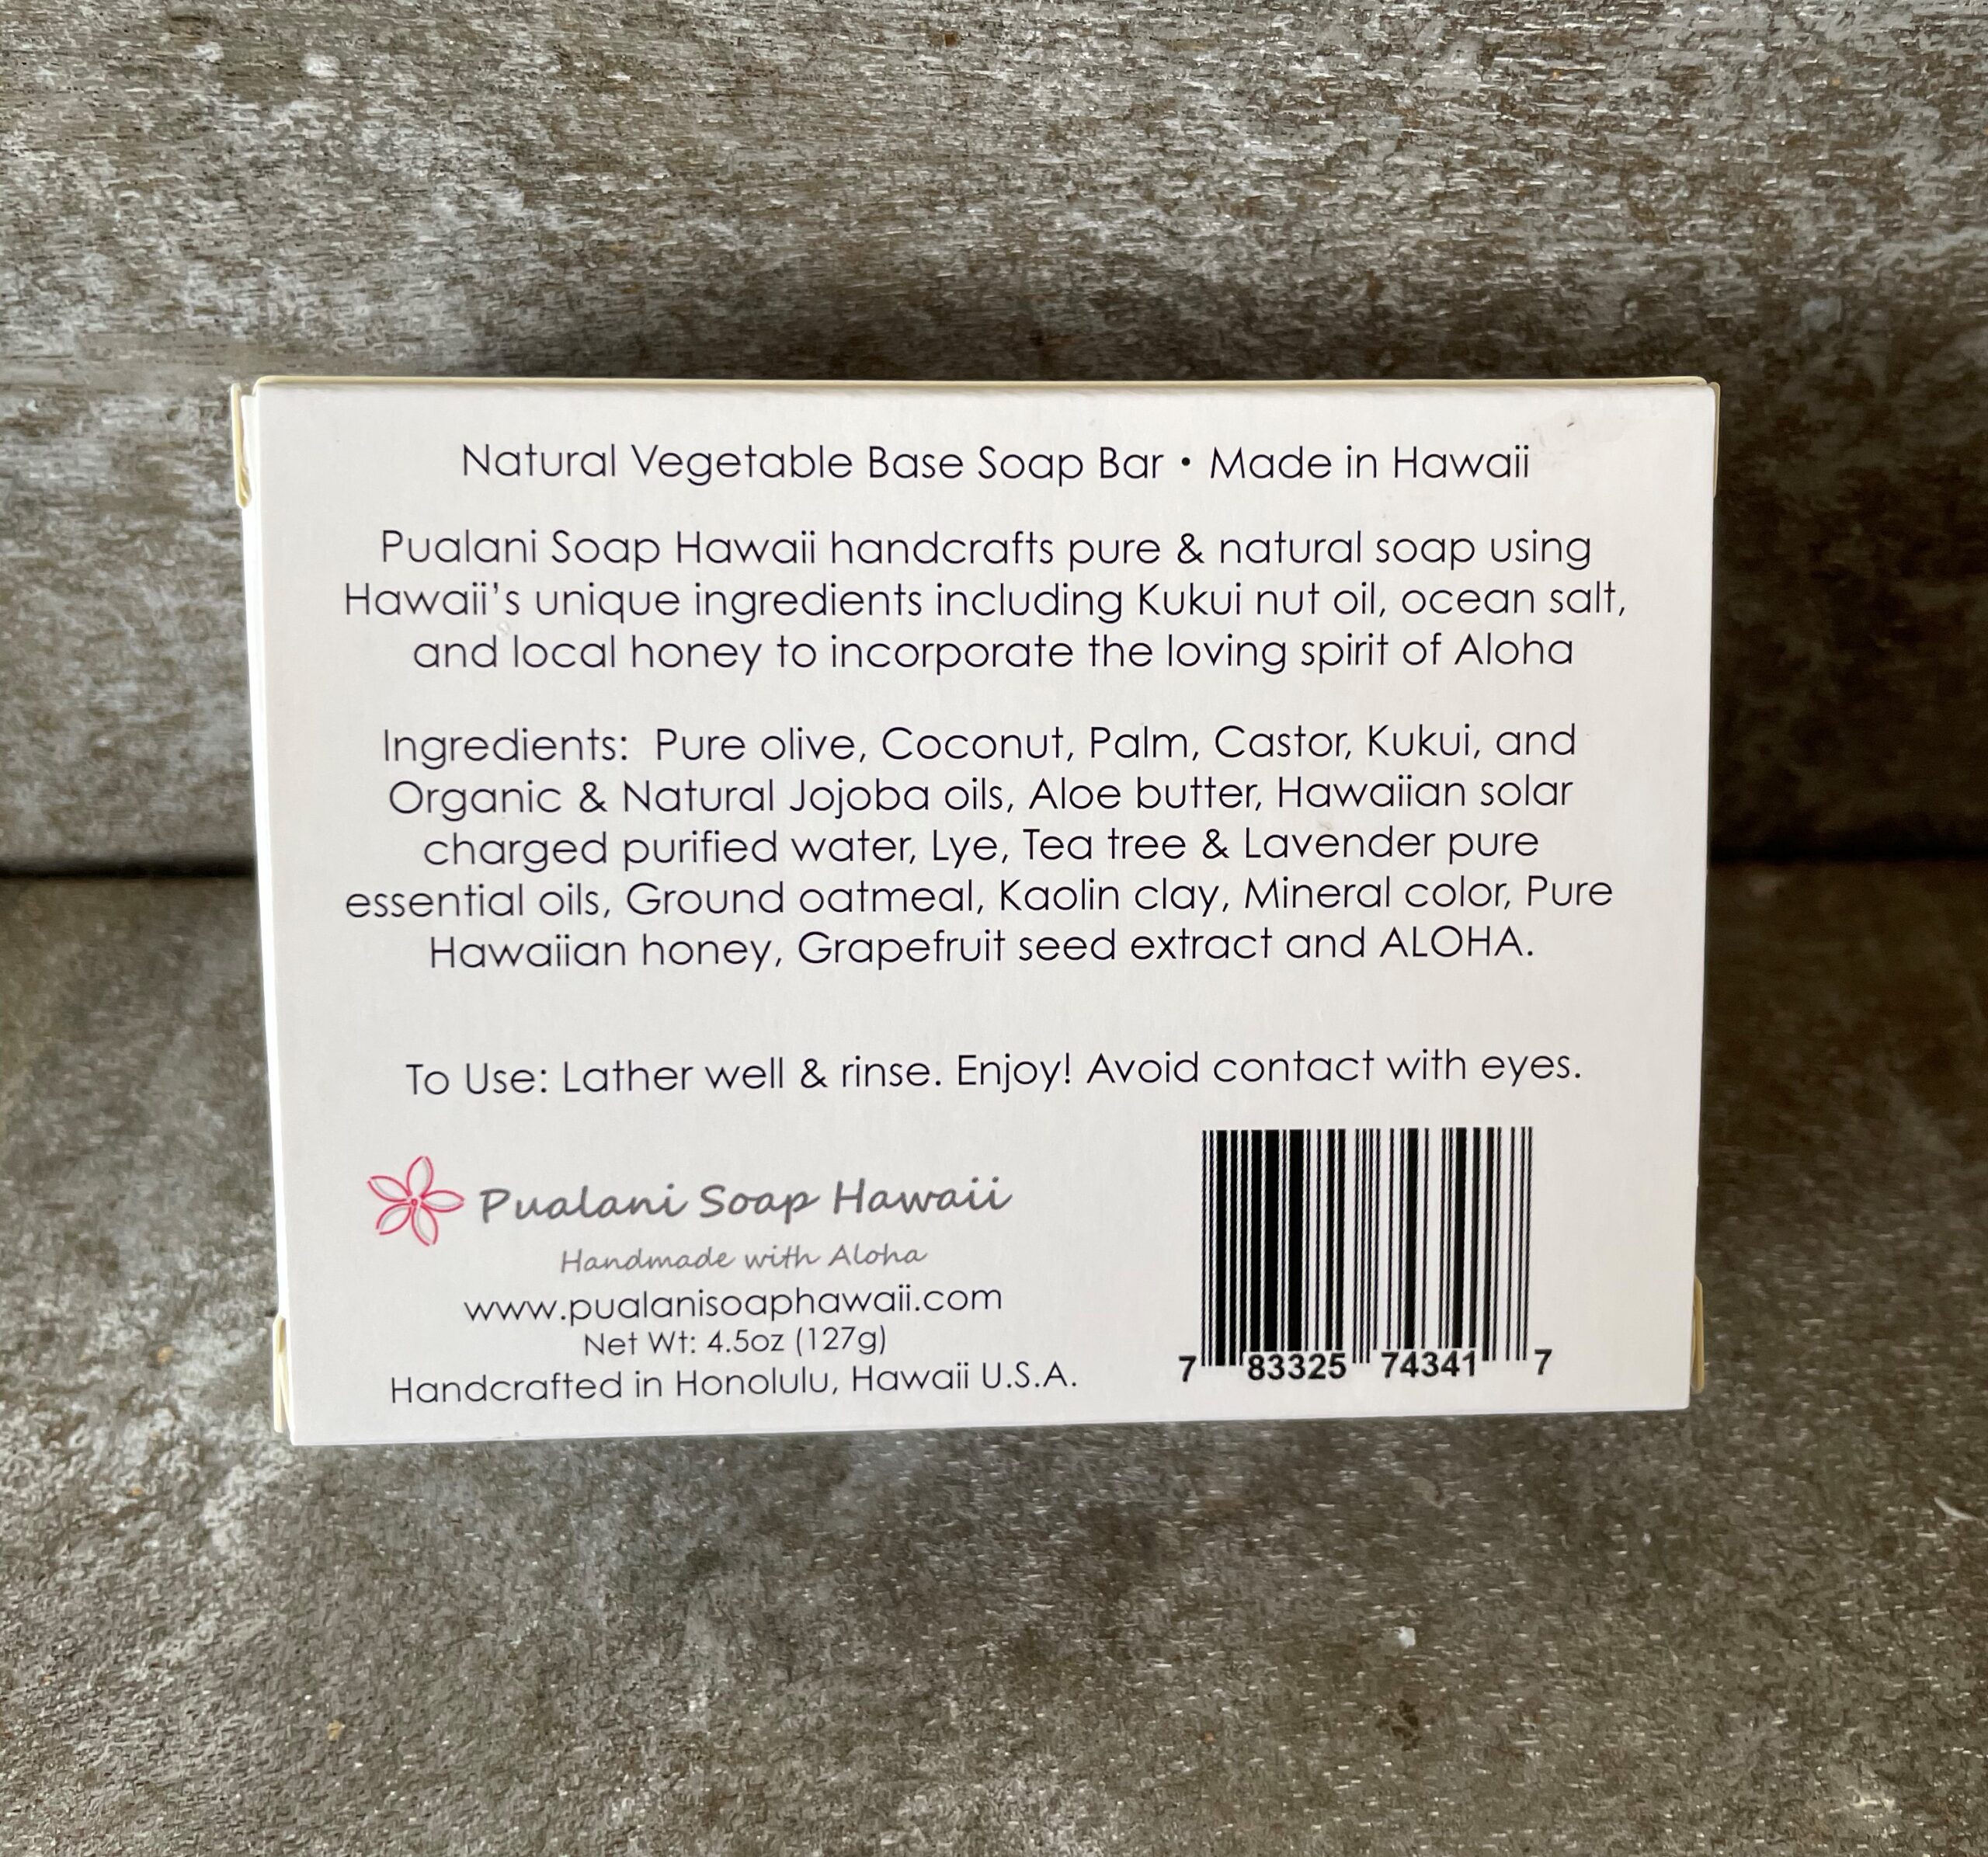 Natural Vegetable Base Soap Bar • Made in Hawaii
Pualani Soap Hawaii handcrafts pure & natural soap using
Hawaii's unique ingredients including Kukui nut oil, ocean salt,
and local honey to incorporate the loving spirit of Aloha
Ingredients: Pure olive, Coconut, Palm, Castor, Kukui, and
Organic & Natural Jojoba oils, Aloe butter, Hawaiian solar
charged purified water, Lye, Tea tree & Lavender pure
essential oils, Ground oatmeal, Kaolin clay, Mineral color, Pure
Hawaiian honey, Grapefruit seed extract and ALOHA.
To Use: Lather well & rinse. Enjoy! Avoid contact with eyes.
Pualani Soap Hawaii
Handmade with Aloha
www.pualanisoaphawaii.com
Net Wt: 4.5oz (127g)
Handcrafted in Honolulu, Hawaii U.S.A.
7 83325 74341 7